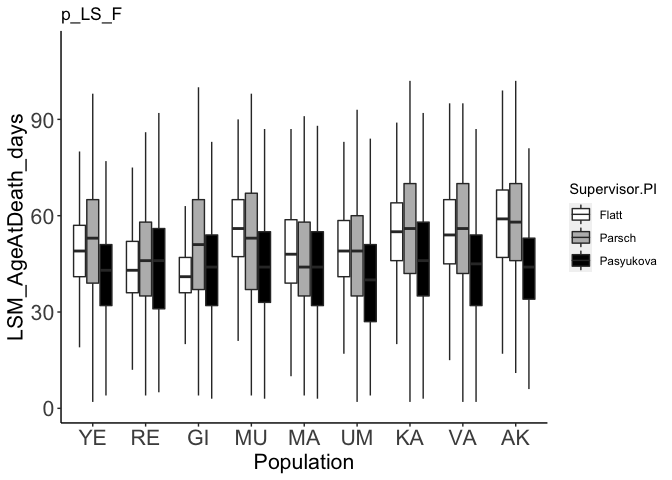 p_LS_F
LSM_AgeAtDeath_days
90
60
30
0
YE RE GI MU MA UM KA VA AK
Population
Supervisor.PI
Flatt
Parsch
Pasyukova